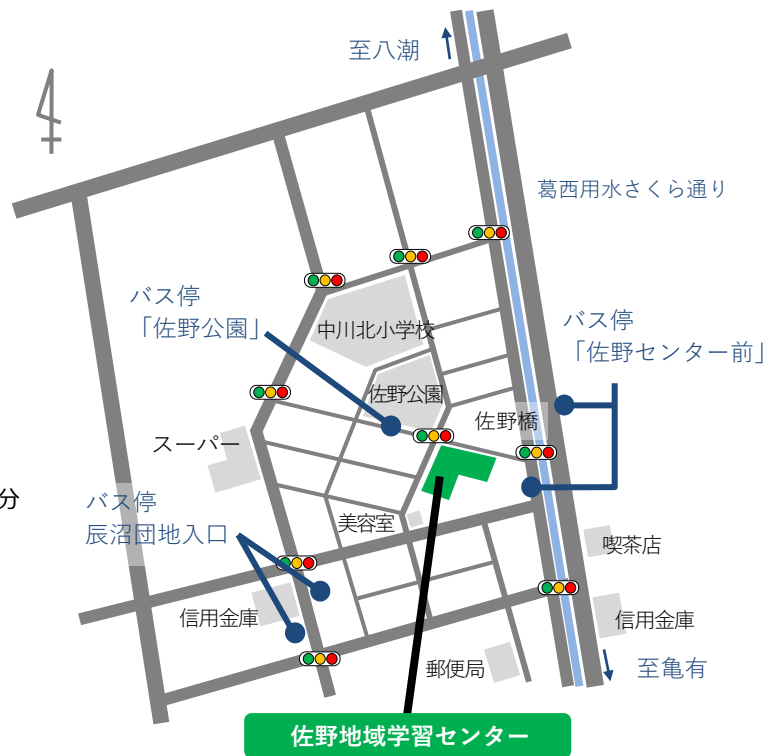 至八潮
葛西用水さくら通り
バス停
「佐野公園」
中川北小学校
バス停
「佐野センター前」
佐野公園
佐野橋
スーパー
分
バス停
辰沼団地入口
美容室
喫茶店
信用金庫
信用金庫
郵便局
至亀有
佐野地域学習センター